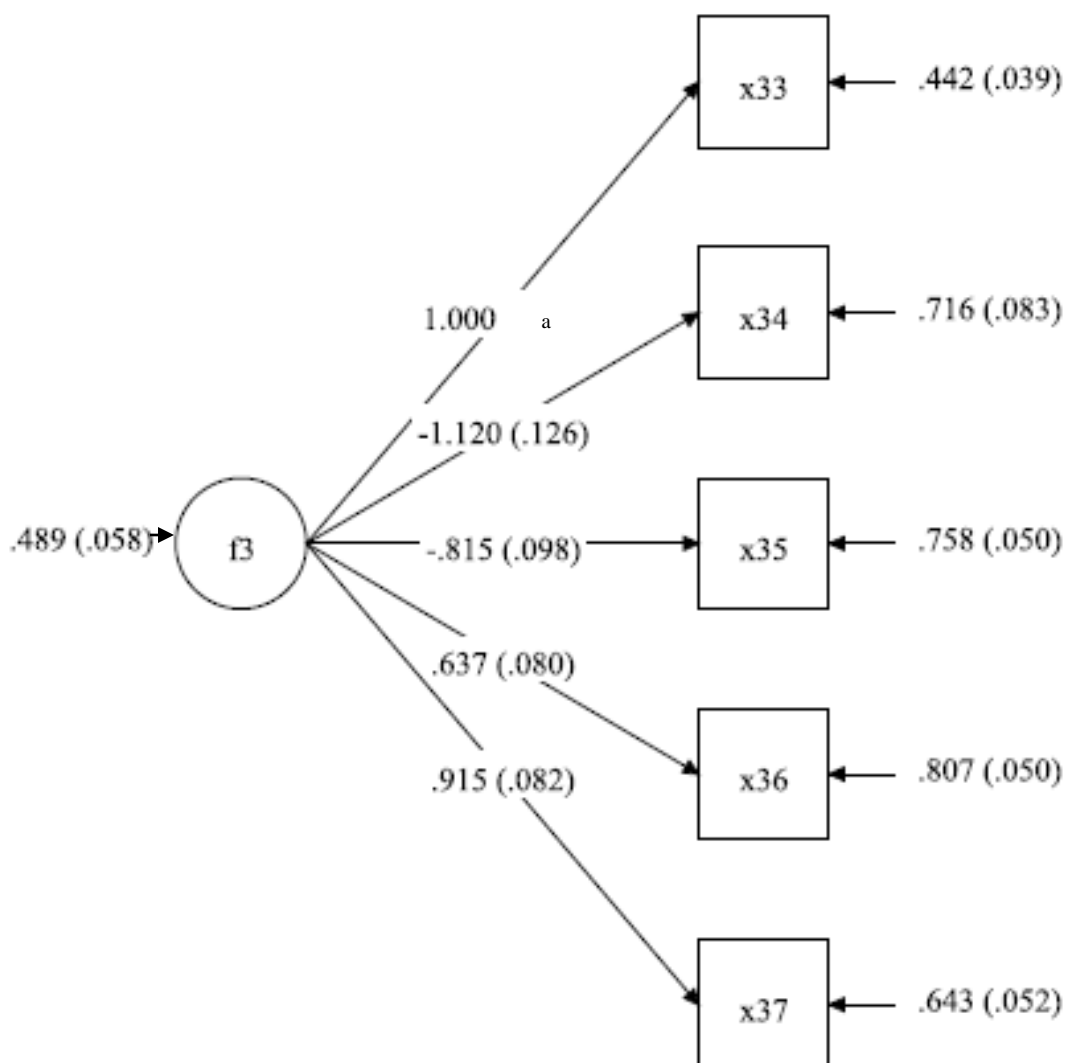 x33
.442 (.039)
1.000 a
x34
.716 (.083)
-1.120 (.126)
.489 (.058)
f3
-.815 (.098)
x35
.758 (.050)
.637 (.080)
x36
.807 (.050)
.915 (.082)
x37
.643 (.052)